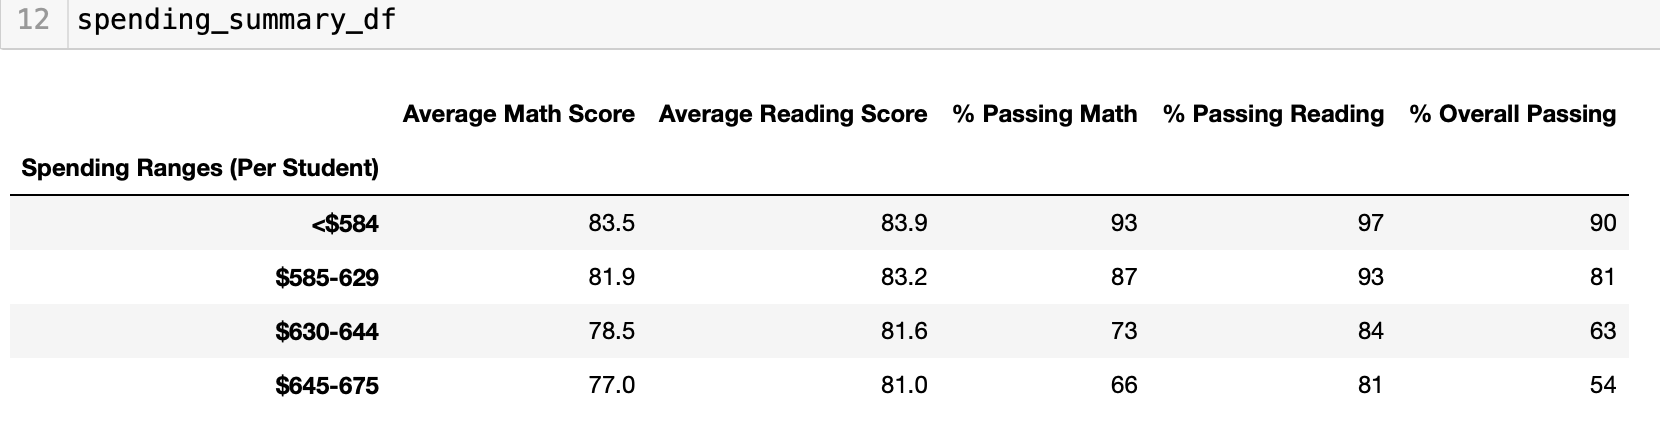 12 spending_summary_df
Average Math Score Average Reading Score % Passing Math % Passing Reading % Overall Passing
Spending Ranges (Per Student)
<$584 83.5 83.9 93 97 90
$585-629 81.9 83.2 87 93 81
$630-644 78.5 81.6 73 84 63
$645-675 77.0 81.0 66 81 54